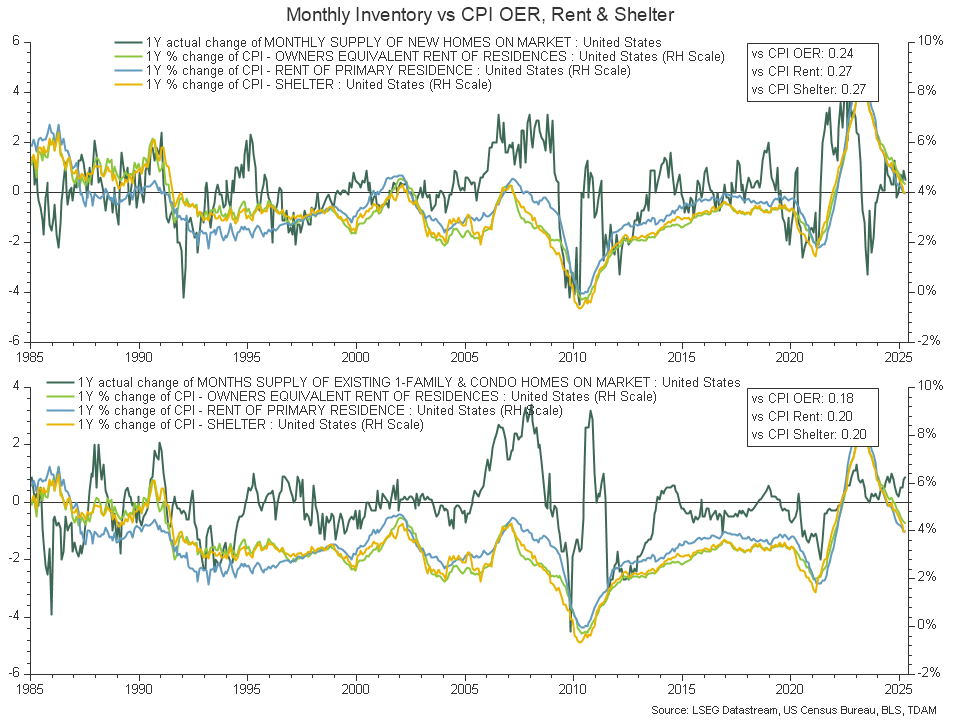 Monthly Inventory vs CPI OER, Rent & Shelter
1Y actual change of MONTHLY SUPPLY OF NEW HOMES ON MARKET : United States
1Y % change of CPI - OWNERS EQUIVALENT RENT OF RESIDENCES : United States (RH Scale)
1Y % change of CPI - RENT OF PRIMARY RESIDENCE : United States (RH Scale)
1Y % change of CPI - SHELTER : United States (RH Scale)
vs CPI OER: 0.24
vs CPI Rent: 0.27
vs CPI Shelter: 0.27
6
4
2
0
-2
-4
-6
10%
8%
6%
4%
2%
0%
-2%
1985 1990 1995 2000 2005 2010 2015 2020 2025
1Y actual change of MONTHS SUPPLY OF EXISTING 1-FAMILY & CONDO HOMES ON MARKET : United States
1Y % change of CPI - OWNERS EQUIVALENT RENT OF RESIDENCES : United States (RH Scale)
1Y % change of CPI - RENT OF PRIMARY RESIDENCE : United States (RH Scale)
1Y % change of CPI - SHELTER : United States (RH Scale)
vs CPI OER: 0.18
vs CPI Rent: 0.20
vs CPI Shelter: 0.20
4
2
0
-2
-4
-6
10%
8%
6%
4%
2%
0%
-2%
1985 1990 1995 2000 2005 2010 2015 2020 2025
Source: LSEG Datastream, US Census Bureau, BLS, TDAM